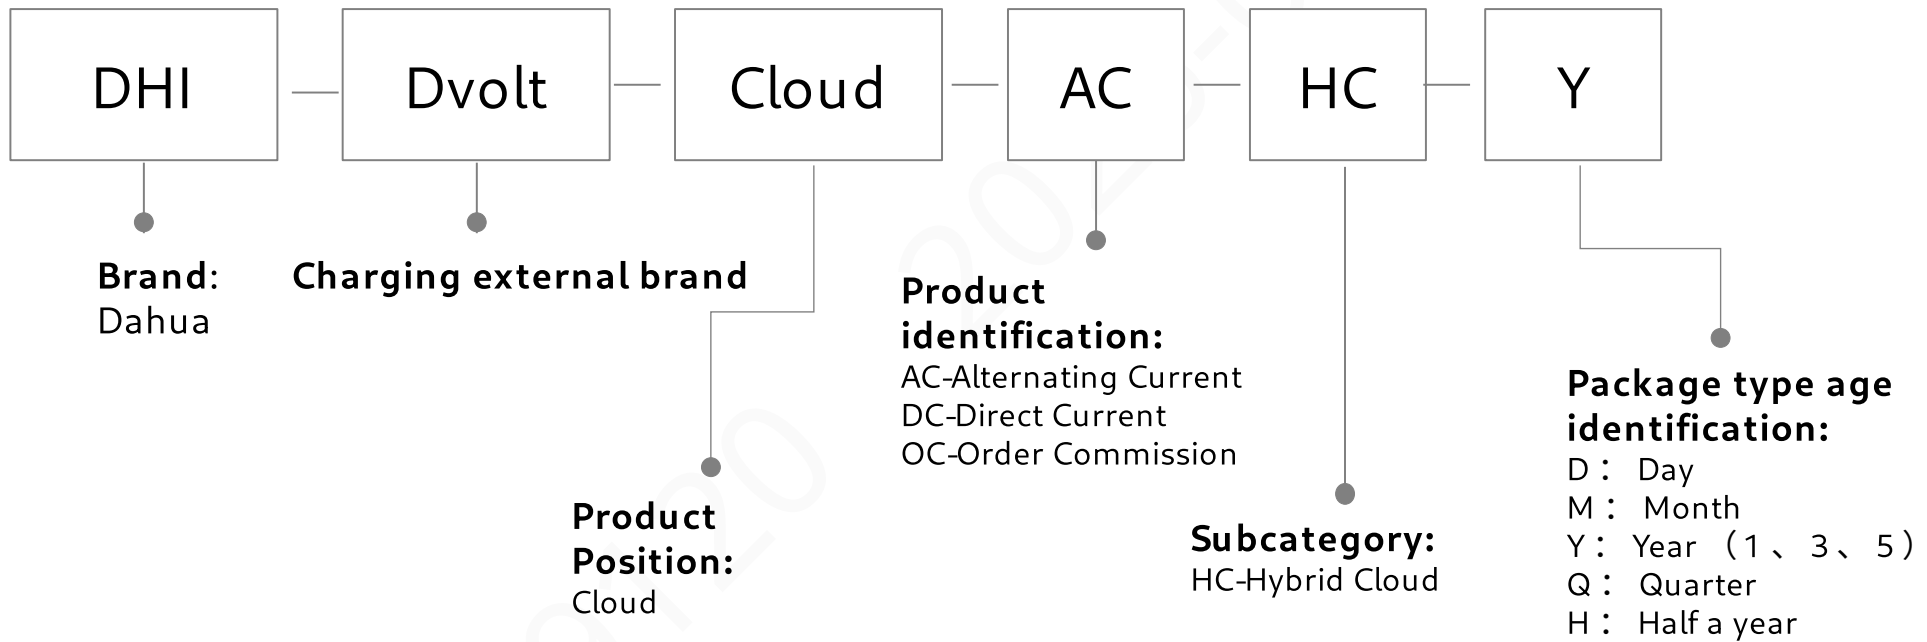 DHI — Dvolt — Cloud — AC — HC — Y
Brand:
Dahua
Charging external brand
Product
Position:
Cloud
Product
identification:
AC-Alternating Current
DC-Direct Current
OC-Order Commission
Subcategory:
HC-Hybrid Cloud
Package type age
identification:
D： Day
M： Month
Y： Year （1、3、5）
Q： Quarter
H： Half a year